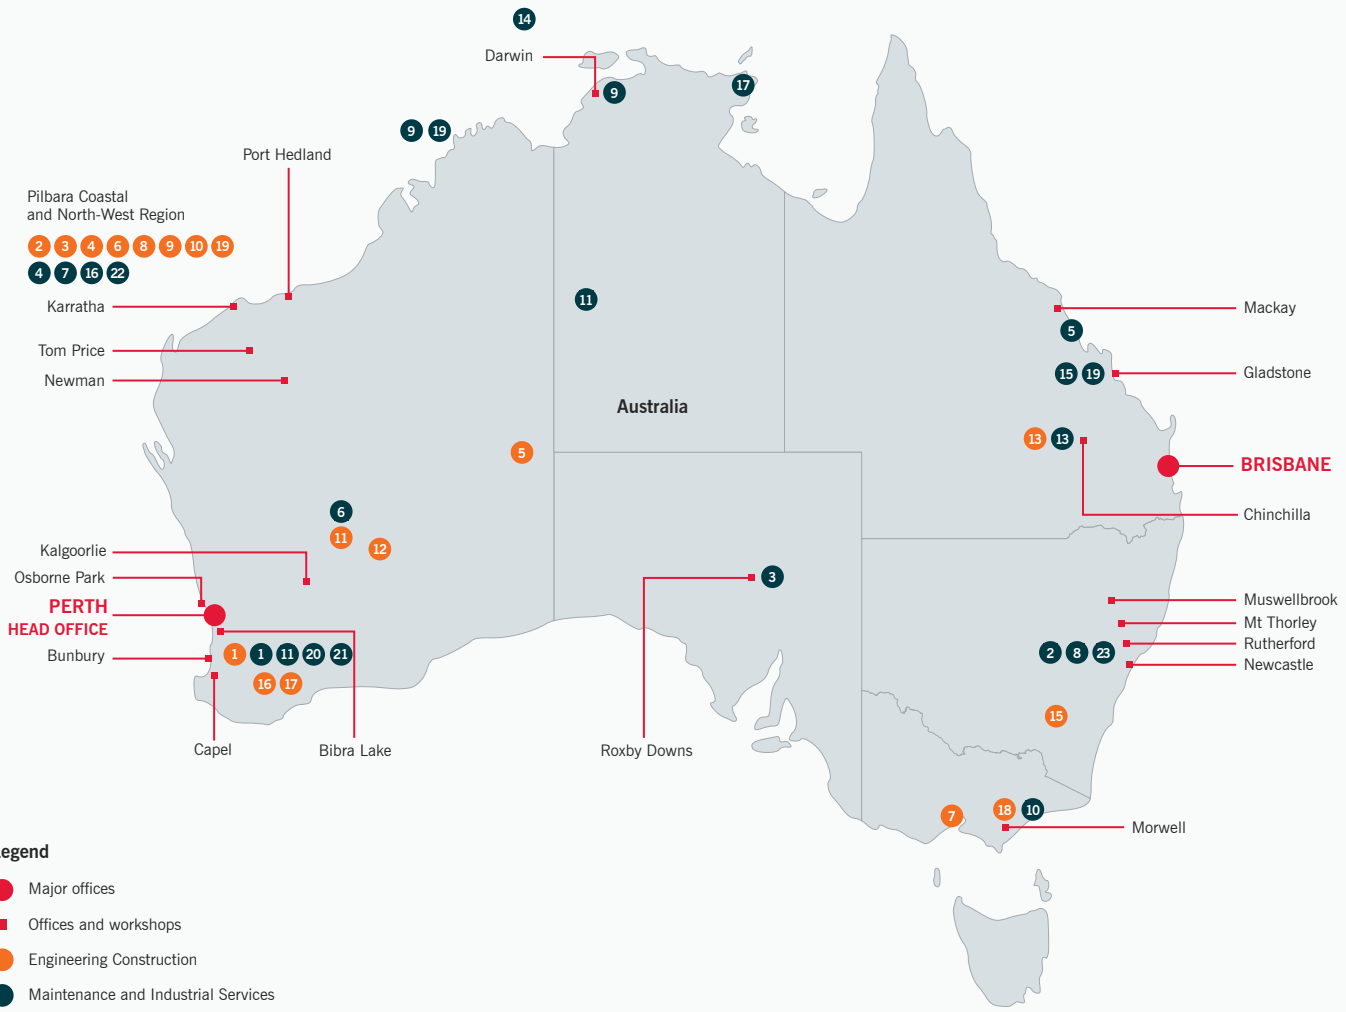 14
Darwin
9
17
9 19
Port Hedland
Pilbara Coastal
and North-West Region
2 3 4 6 8 9 10 19
4 7 16 22
Karratha
Tom Price
Newman
11
Australia
Mackay
5
15 19
Gladstone
13 13
BRISBANE
Chinchilla
5
6
11
12
Kalgoorlie
Osborne Park
PERTH
HEAD OFFICE
Bunbury
1 1 11 20 21
16 17
Capel
Bibra Lake
3
Roxby Downs
Muswellbrook
Mt Thorley
Rutherford
Newcastle
2 8 23
15
7
18 10
Morwell
egend
Major offices
Offices and workshops
Engineering Construction
Maintenance and Industrial Services